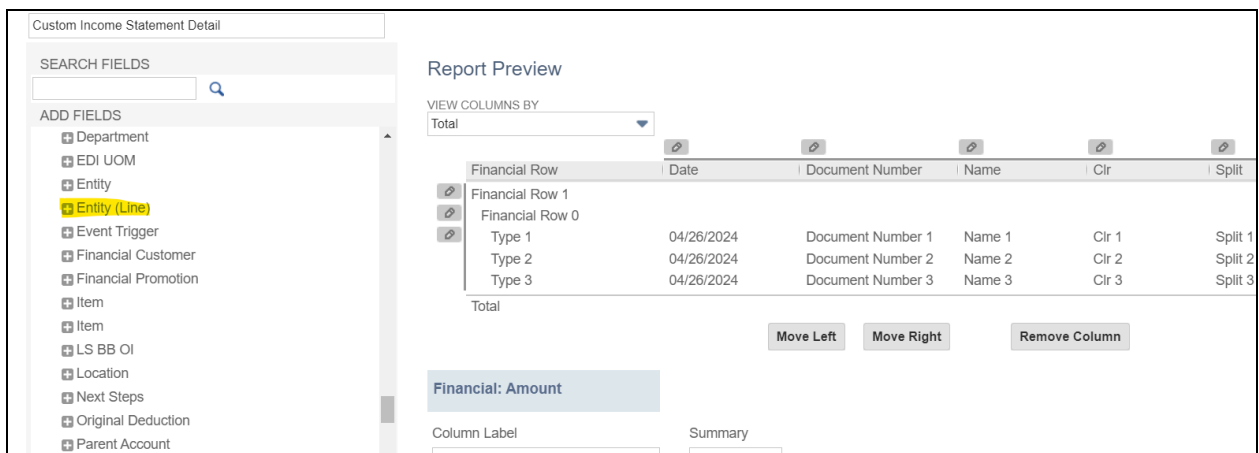 Custom Income Statement Detail
SEARCH FIELDS
ADD FIELDS
Department
EDI UOM
Entity
Entity (Line)
Event Trigger
Financial Customer
Financial Promotion
Item
Item
LS BB OI
Location
Next Steps
Original Deduction
Parent Account
Report Preview
VIEW COLUMNS BY
Total
Financial Row Date Document Number Name Clr Split
Financial Row 1
Financial Row 0
Type 1 04/26/2024 Document Number 1 Name 1 Clr 1 Split 1
Type 2 04/26/2024 Document Number 2 Name 2 Clr 2 Split 2
Type 3 04/26/2024 Document Number 3 Name 3 Clr 3 Split 3
Total
Move Left Move Right Remove Column
Financial: Amount
Column Label Summary